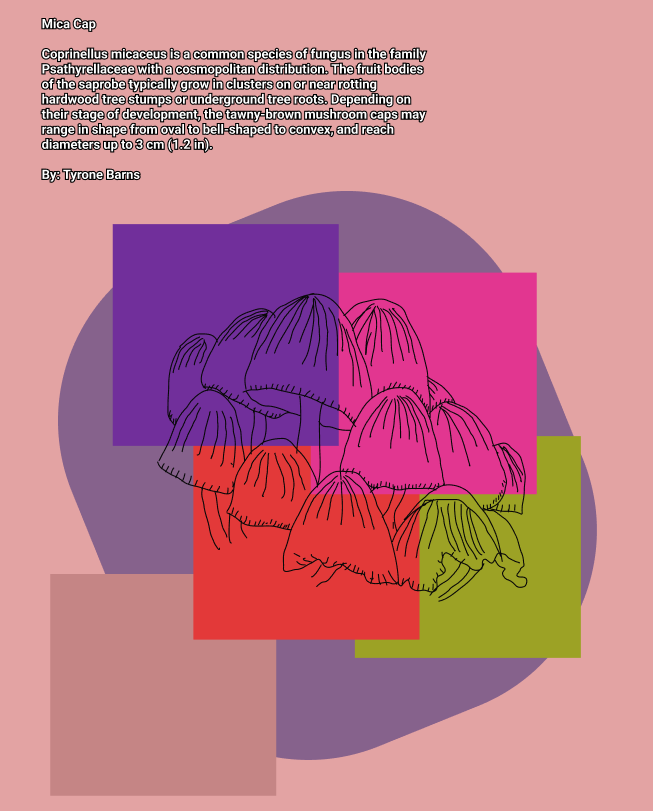 Mica Cap
Coprinellus micaceus is a common species of fungus in the family
Psathyrellaceae with a cosmopolitan distribution. The fruit bodies
of the saprobe typically grow in clusters on or near rotting
hardwood tree stumps or underground tree roots. Depending on
their stage of development, the tawny-brown mushroom caps may
range in shape from oval to bell-shaped to convex, and reach
diameters up to 3 cm (1.2 in).
By: Tyrone Barns